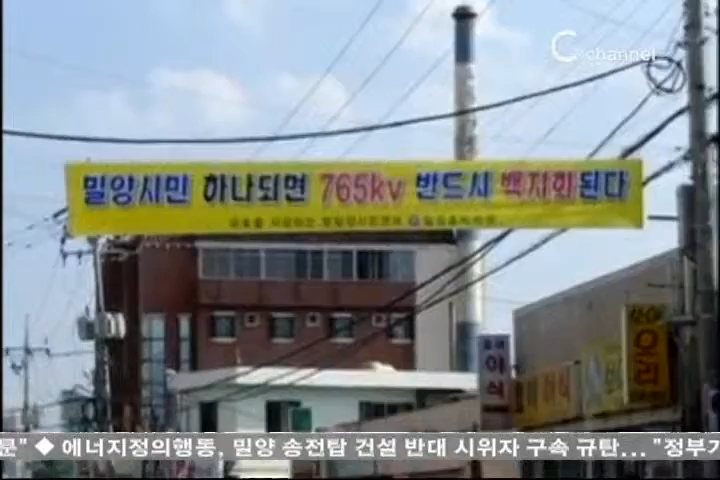 C channel
밀양시민 하나되면 765kv 반드시 백지화된다
오리
야식
문" ◆ 에너지정의행동, 밀양 송전탑 건설 반대 시위자 구속 규탄... "정부가